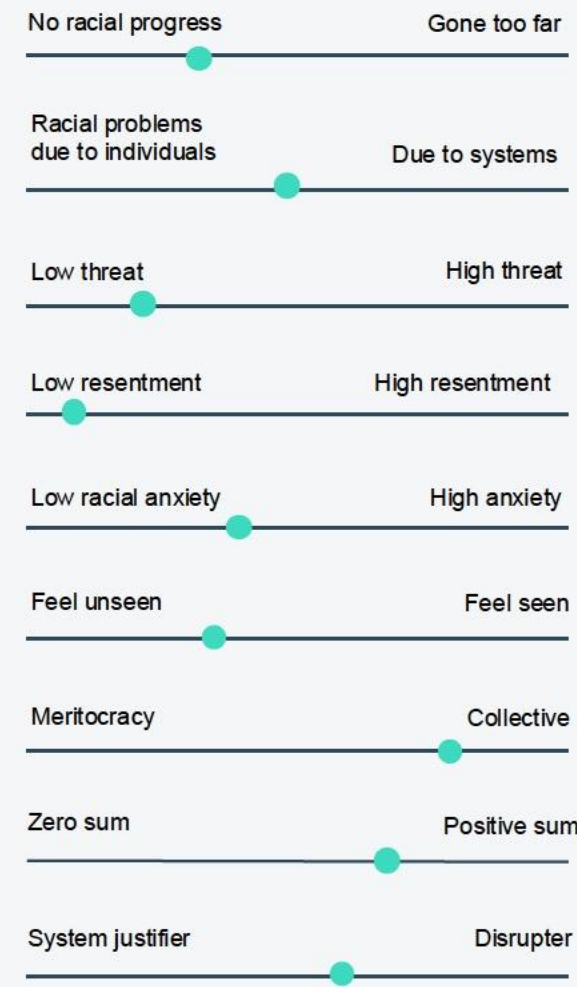 No racial progress
Gone too far
Racial problems
due to individuals
Due to systems
Low threat
High threat
Low resentment
High resentment
Low racial anxiety
High anxiety
Feel unseen
Feel seen
Meritocracy
Collective
Zero sum
Positive sum
System justifier
Disrupter